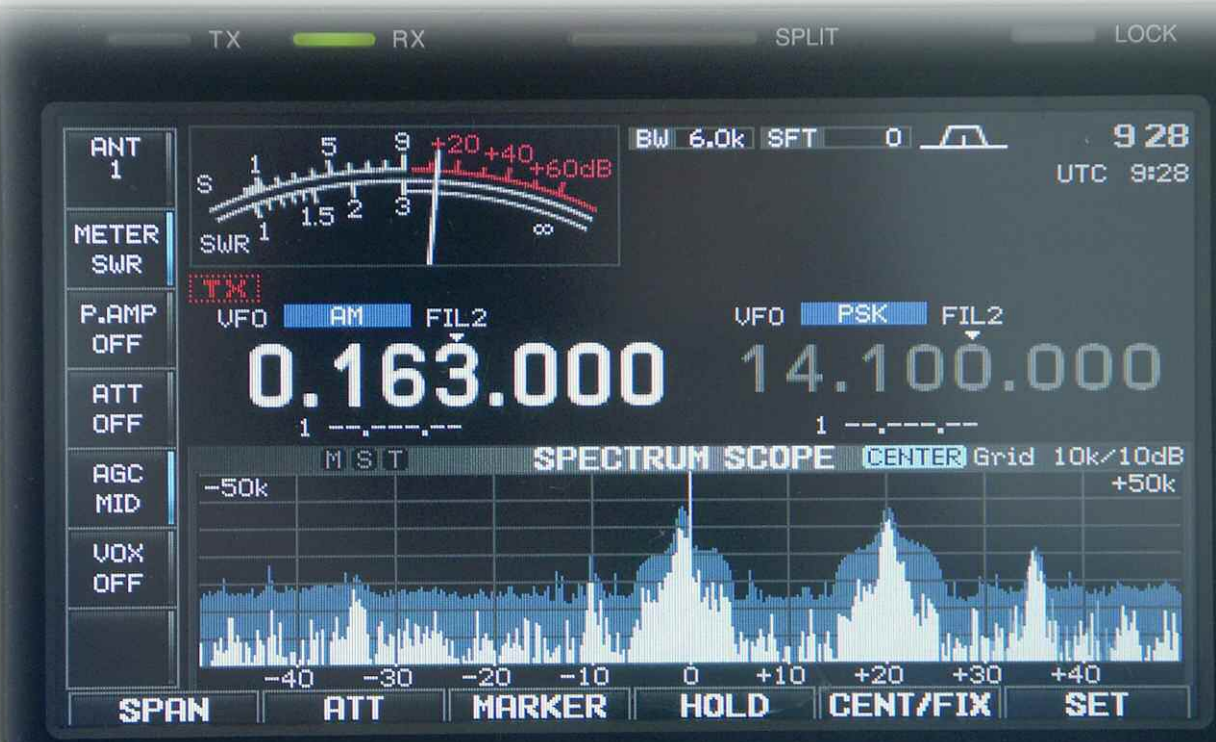 TX RX SPLIT LOCK
ANT
1
METER
SWR
P.AMP
OFF
ATT
OFF
AGC
MID
VOX
OFF
S 1 5 9 +20 +40 +60dB
SWR 1 1.5 2 3 ∞
BW 6.0k SFT 0
9 28
UTC 9:28
TX
VFO AM FIL2
0.163.000
1 --.---.--
VFO PSK FIL2
14.100.000
1 --.---.--
M S T SPECTRUM SCOPE CENTER Grid 10k/10dB
-50k +50k
-40 -30 -20 -10 0 +10 +20 +30 +40
SPAN ATT MARKER HOLD CENT/FIX SET